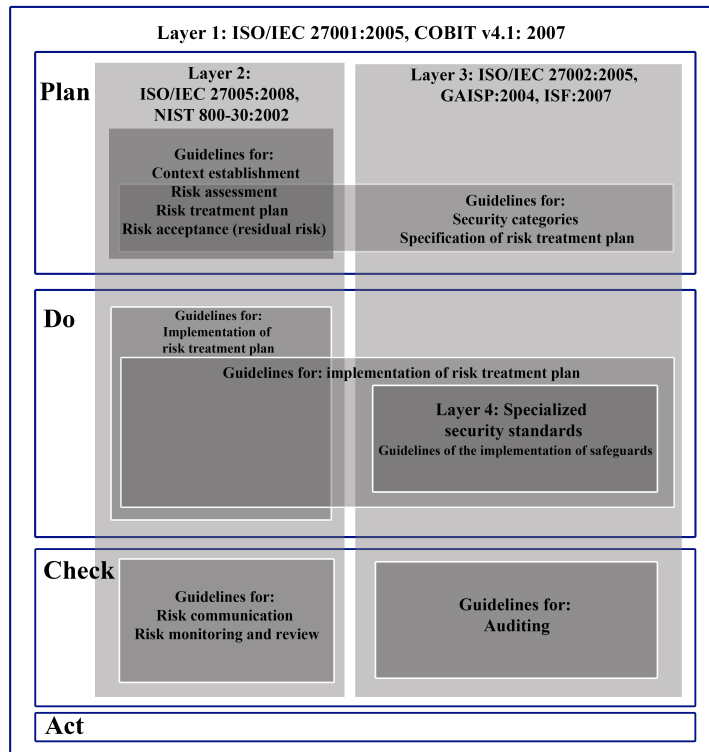 Layer 1: ISO/IEC 27001:2005, COBIT v4.1: 2007
Plan
Layer 2:
ISO/IEC 27005:2008,
NIST 800-30:2002
Guidelines for:
Context establishment
Risk assessment
Risk treatment plan
Risk acceptance (residual risk)
Layer 3: ISO/IEC 27002:2005,
GAISP:2004, ISF:2007
Guidelines for:
Security categories
Specification of risk treatment plan
Do
Guidelines for:
Implementation of
risk treatment plan
Guidelines for: implementation of risk treatment plan
Layer 4: Specialized
security standards
Guidelines of the implementation of safeguards
Check
Guidelines for:
Risk communication
Risk monitoring and review
Guidelines for:
Auditing
Act